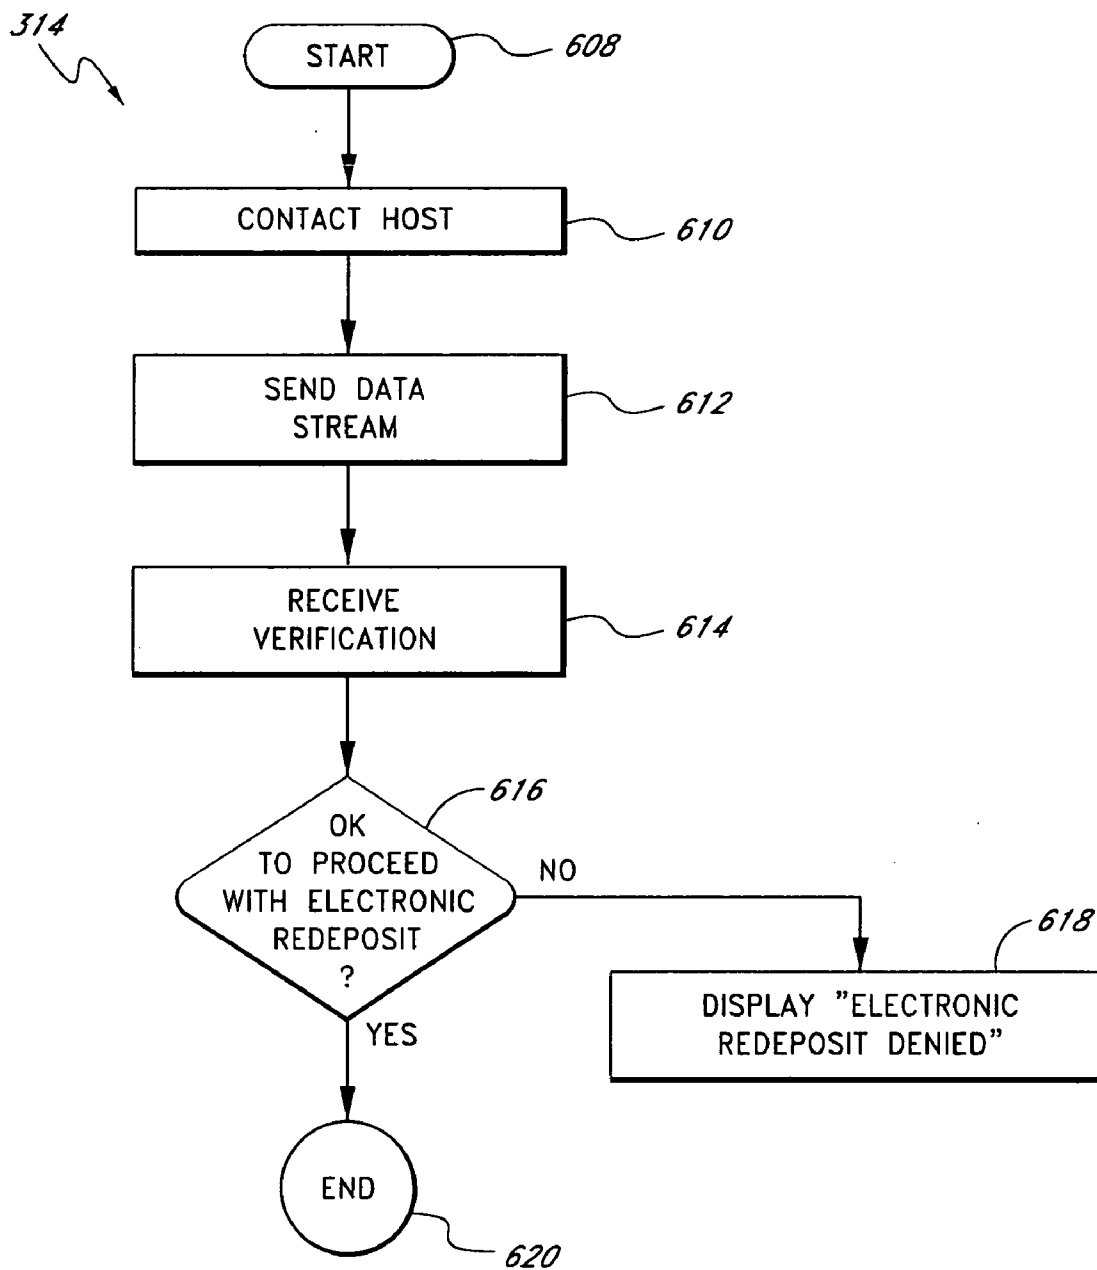 314
START
608
CONTACT HOST
610
SEND DATA
STREAM
612
RECEIVE
VERIFICATION
614
616
OK
TO PROCEED
WITH ELECTRONIC
REDEPOSIT
?
NO
YES
618
DISPLAY "ELECTRONIC
REDEPOSIT DENIED"
END
620